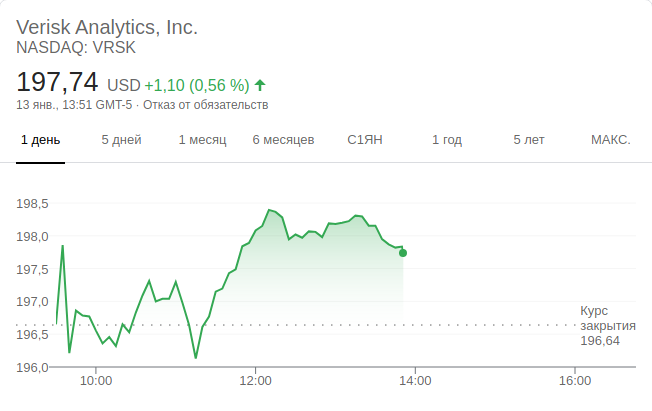 Verisk Analytics, Inc.
NASDAQ: VRSK
197,74 USD +1,10 (0,56 %)
13 янв., 13:51 GMT-5 · Отказ от обязательств
1 день 5 дней 1 месяц 6 месяцев С1ЯН 1 год 5 лет МАКС.
198,5
198,0
197,5
197,0
196,5
196,0
Курс
закрытия
196,64
10:00 12:00 14:00 16:00